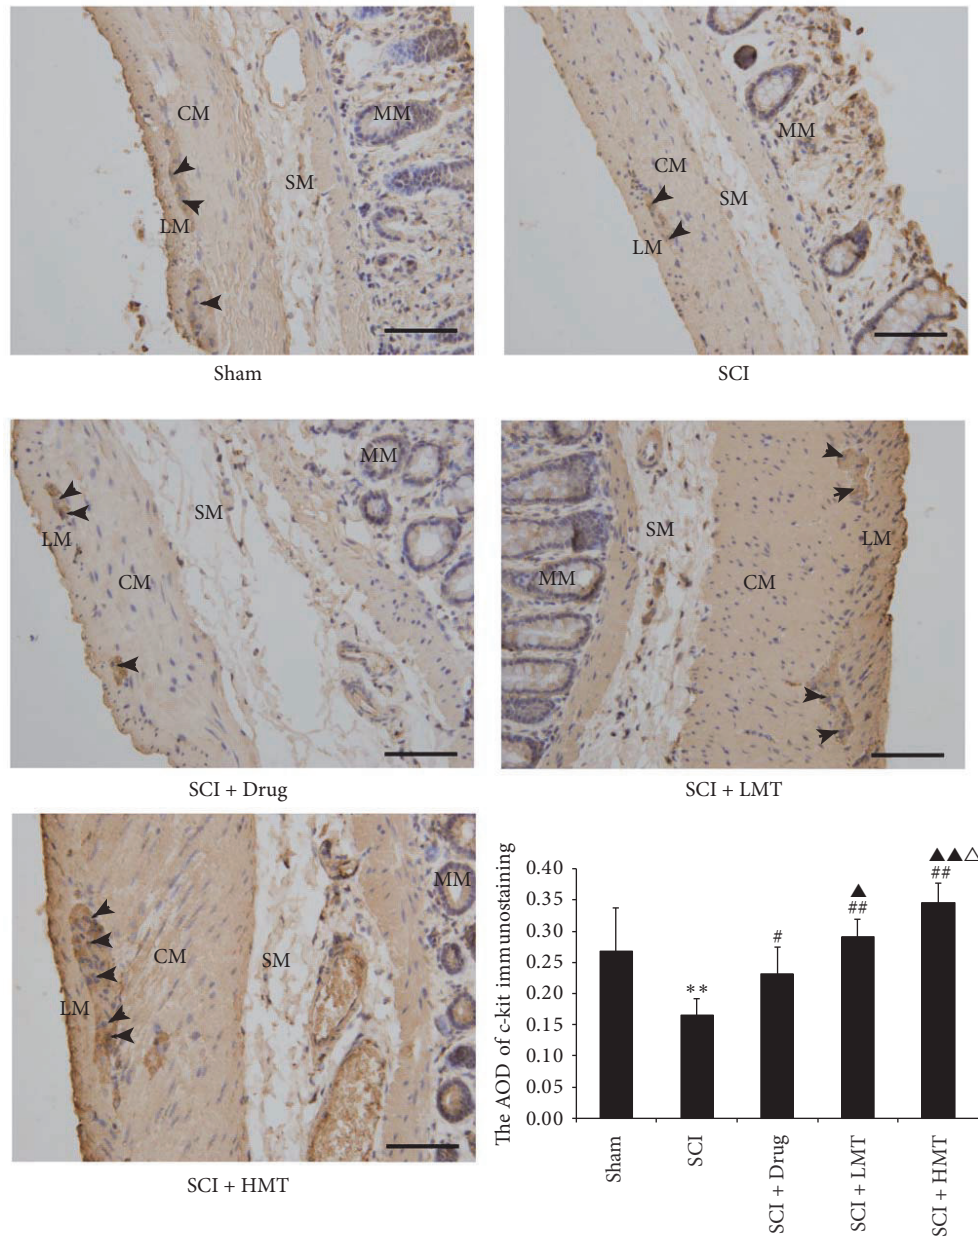 CM
MM
SM
LM
Sham
MM
CM
SM
LM
SCI
MM
SM
LM
CM
SCI + Drug
SM
LM
MM
CM
SCI + LMT
MM
CM
SM
LM
SCI + HMT
The AOD of c-kit immunostaining
0.40
0.35
0.30
0.25
0.20
0.15
0.10
0.05
0.00
**
#
▲
##
▲▲△
##
Sham
SCI
SCI + Drug
SCI + LMT
SCI + HMT